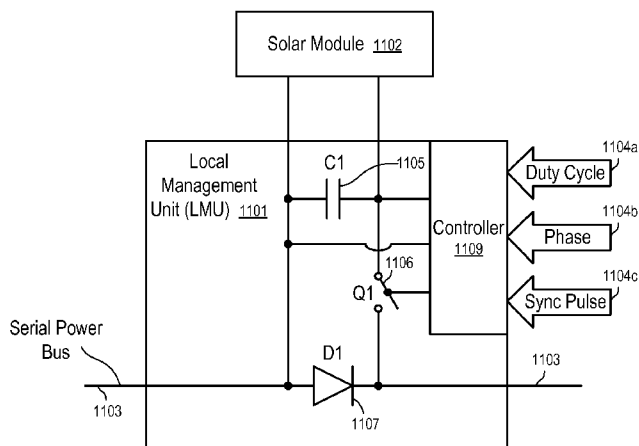 Solar Module 1102
Local
Management
Unit (LMU) 1101
C1
1105
Controller
1109
1104a
Duty Cycle
1104b
Phase
1104c
Sync Pulse
1106
Q1
Serial Power
Bus
D1
1103
1103
1107